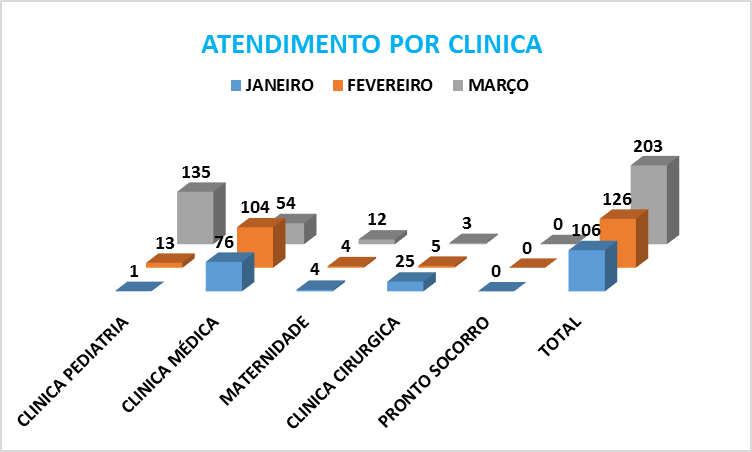 ATENDIMENTO POR CLINICA
JANEIRO FEVEREIRO MARÇO
203
135
126
104 54
106
76 12
3
0
13
4
5
0
25
1
4
0
CLINICA PEDIATRIA
CLINICA MÉDICA
MATERNIDADE
CLINICA CIRURGICA
PRONTO SOCORRO
TOTAL